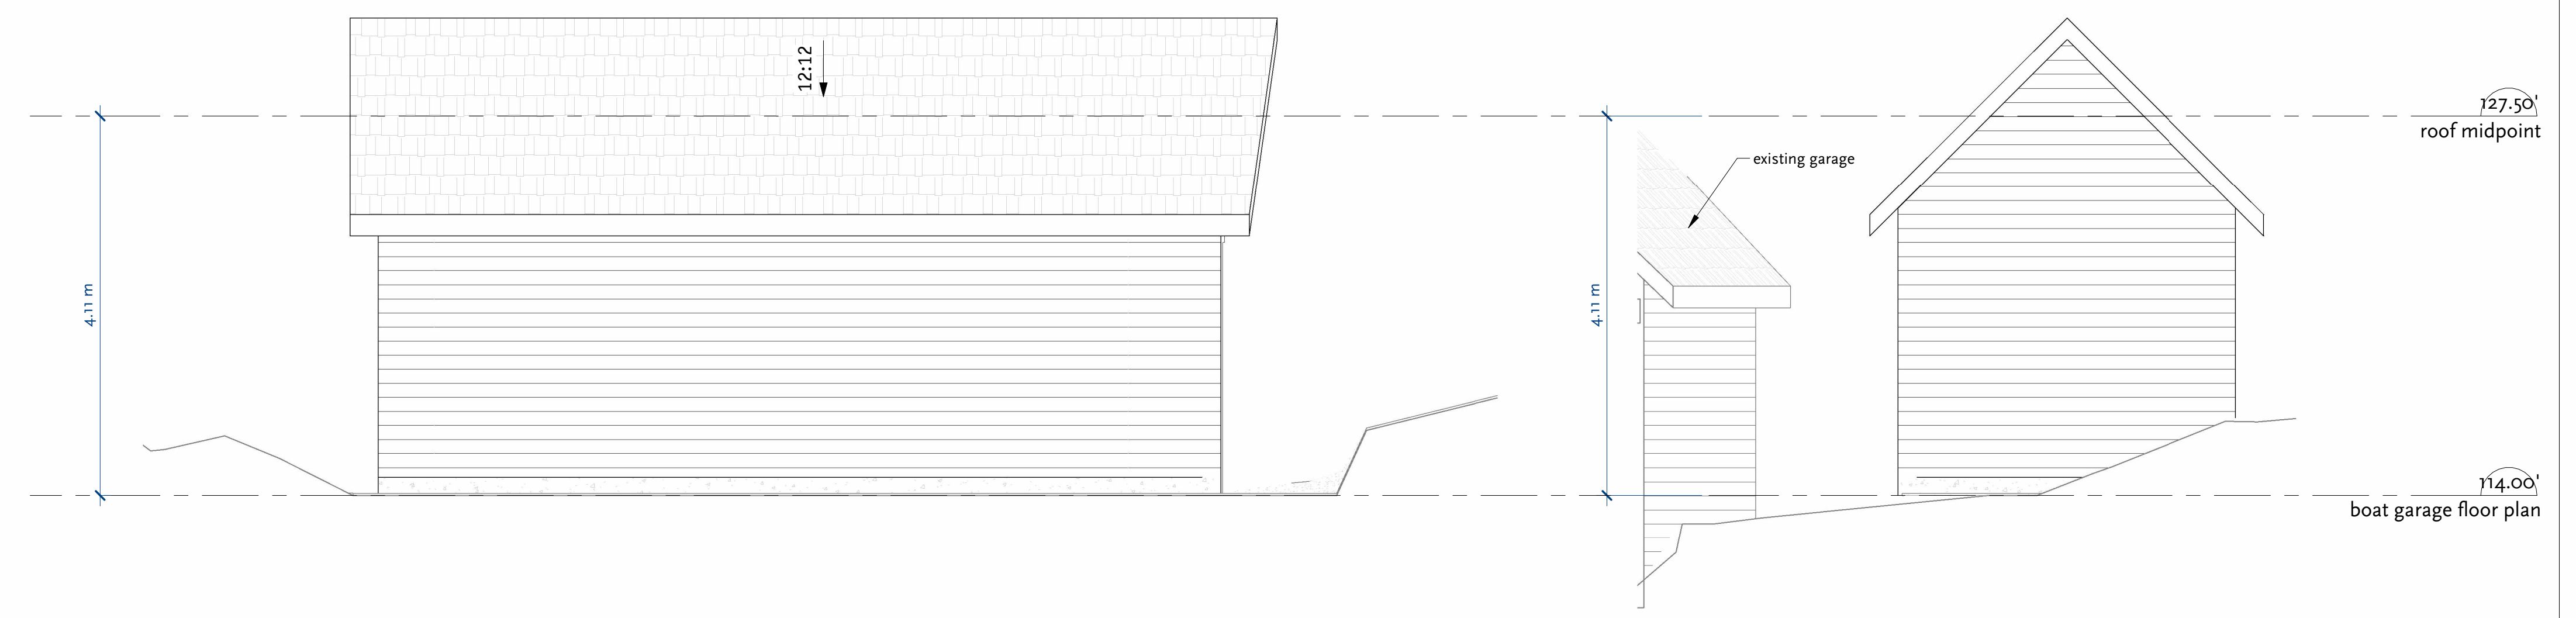 12:12
127.50'
roof midpoint
existing garage
4.11 m
4.11 m
114.00'
boat garage floor plan